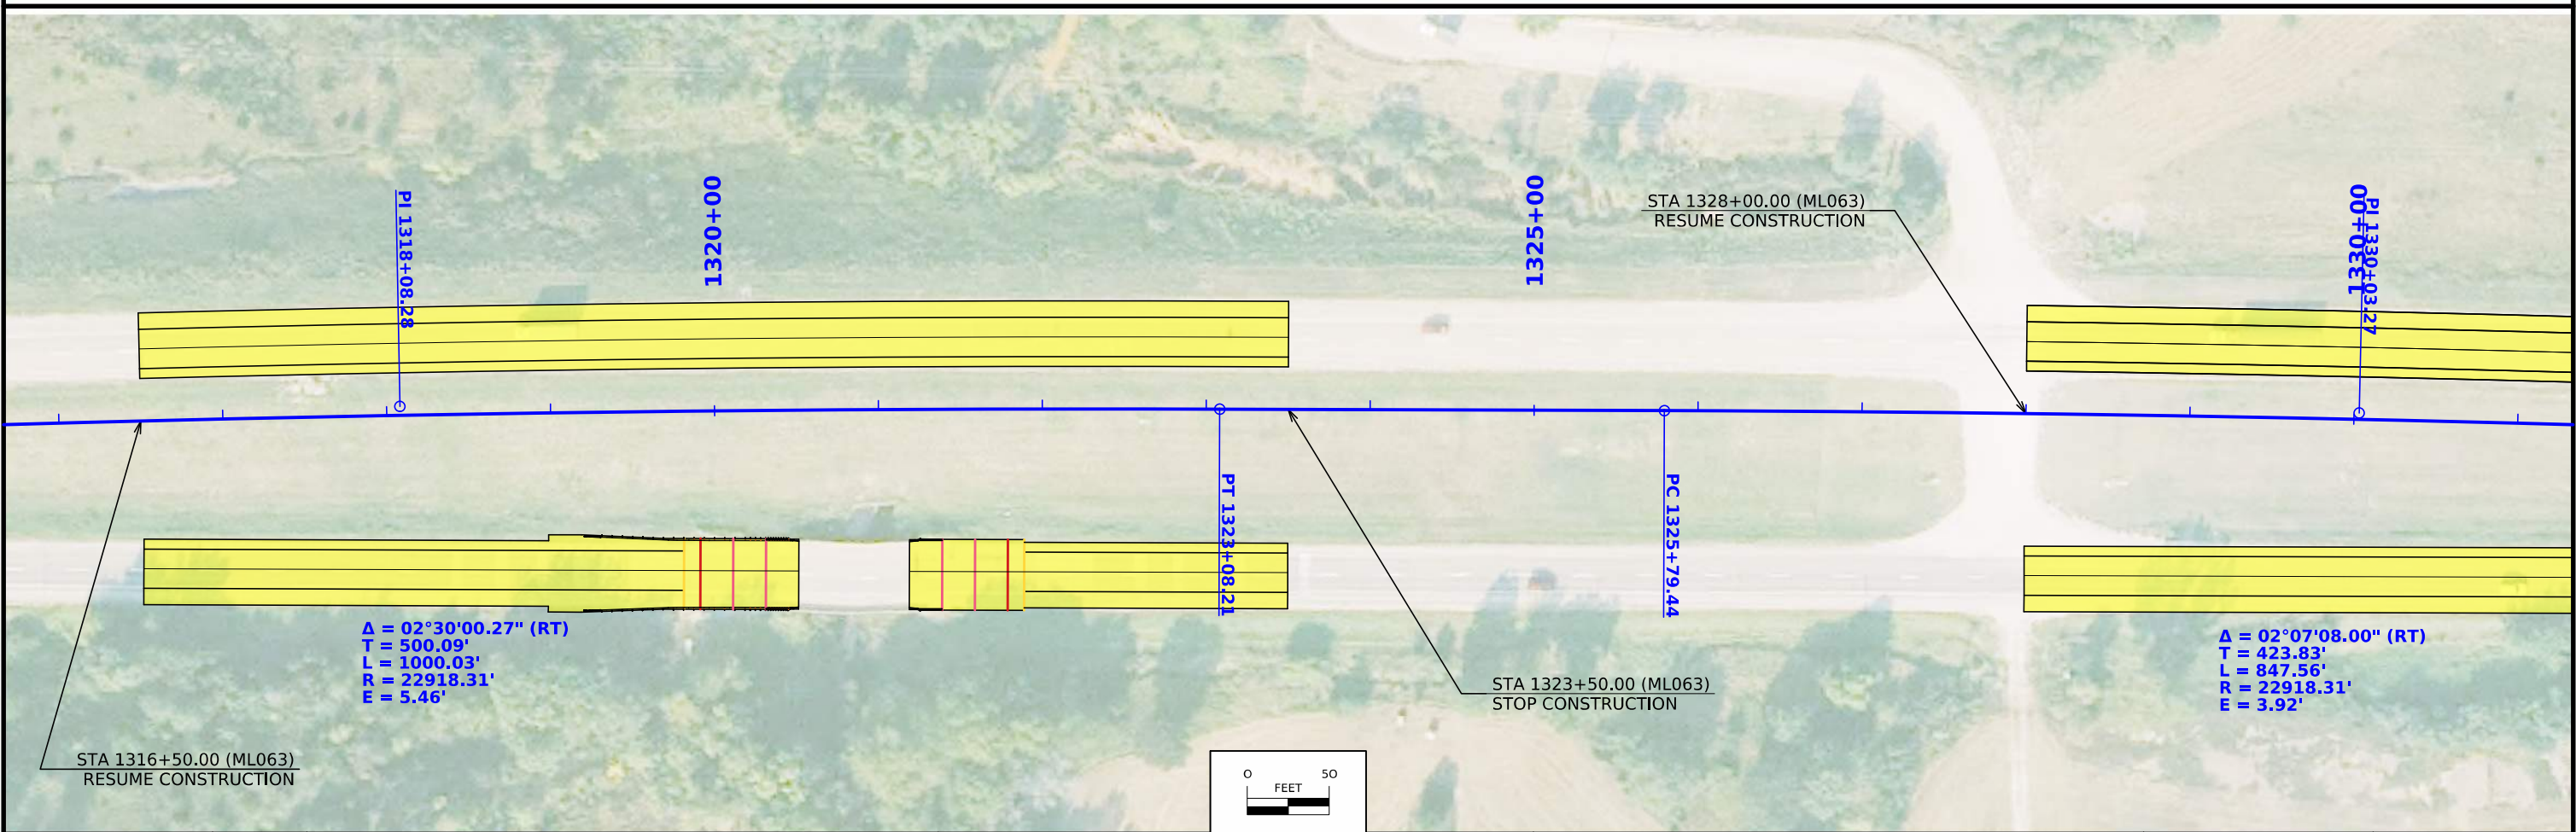 PI 1318+08.28
1320+00
1325+00
STA 1328+00.00 (ML063)
RESUME CONSTRUCTION
1330+00
PI 1330+03.27
PT 1323+08.21
PC 1325+79.44
Δ = 02°30'00.27" (RT)
T = 500.09'
L = 1000.03'
R = 22918.31'
E = 5.46'
Δ = 02°07'08.00" (RT)
T = 423.83'
L = 847.56'
R = 22918.31'
E = 3.92'
STA 1323+50.00 (ML063)
STOP CONSTRUCTION
STA 1316+50.00 (ML063)
RESUME CONSTRUCTION
0 50
FEET